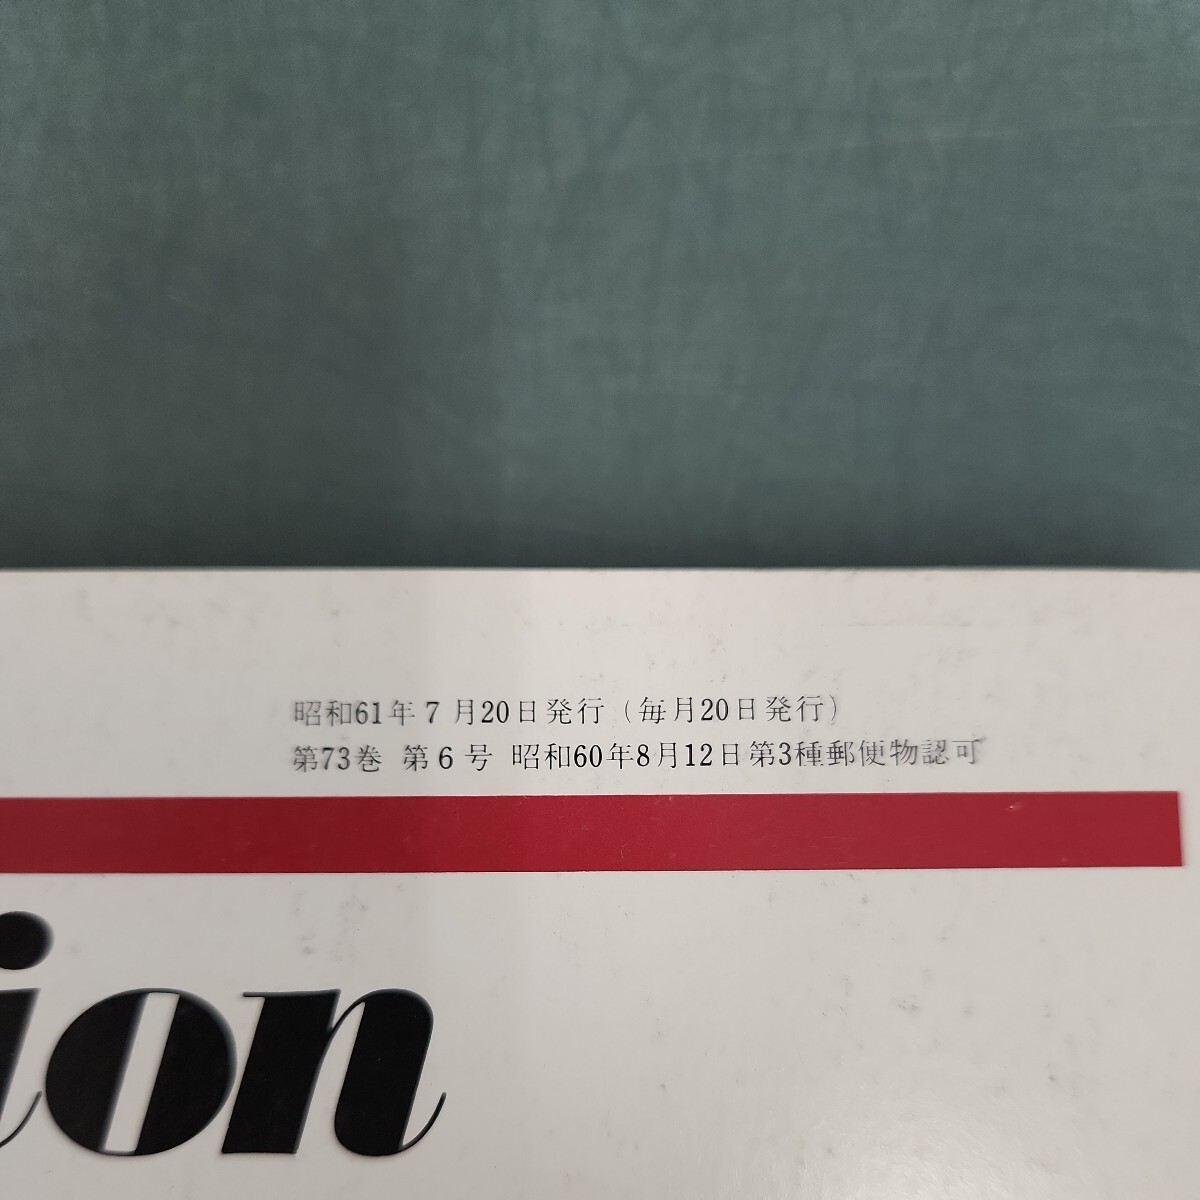 昭和61年7月20日発行(毎月20日発行)
第73巻 第6号 昭和60年8月12日第3種郵便物認可
ion